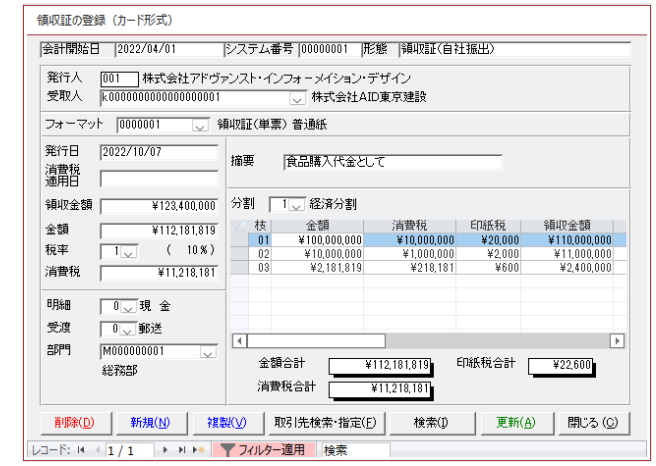 領収証の登録（カード形式）
会計開始日 2022/04/01 システム番号 00000001 形態 領収証(自社振出)
発行人 001 株式会社アドヴァンスト・インフォーメイション・デザイン
受取人 k0000000000000000001 株式会社AID東京建設
フォーマット 0000001 領収証(単票) 普通紙
発行日 2022/10/07
消費税
適用日
摘要 食品購入代金として
領収金額 ¥123,400,000
金額 ¥112,181,819
税率 1 ( 10%)
消費税 ¥11,218,181
分割 1 経済分割
枝 金額 消費税 印紙税 領収金額
01 ¥100,000,000 ¥10,000,000 ¥20,000 ¥110,000,000
02 ¥10,000,000 ¥1,000,000 ¥2,000 ¥11,000,000
03 ¥2,181,819 ¥218,181 ¥600 ¥2,400,000
明細 0 現 金
受渡 0 郵送
部門 M000000001
総務部
金額合計 ¥112,181,819 印紙税合計 ¥22,600
消費税合計 ¥11,218,181
削除(D) 新規(N) 複製(V) 取引先検索・指定(F) 検索(I) 更新(A) 閉じる(C)
レコード: 1 / 1 フィルター適用 検索